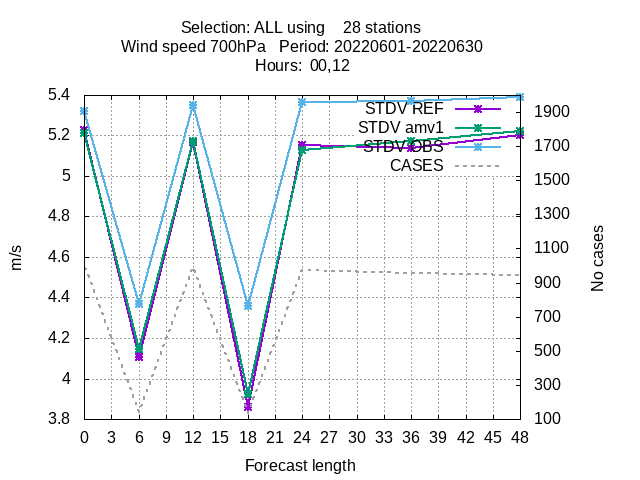 Selection: ALL using    28 stations
Wind speed 700hPa   Period: 20220601-20220630
Hours:  00,12
5.4
5.2
5
4.8
4.6
4.4
4.2
4
3.8
m/s
STDV REF
STDV amv1
STDV OBS
CASES
1900
1700
1500
1300
1100
900
700
500
300
100
No cases
0 3 6 9 12 15 18 21 24 27 30 33 36 39 42 45 48
Forecast length